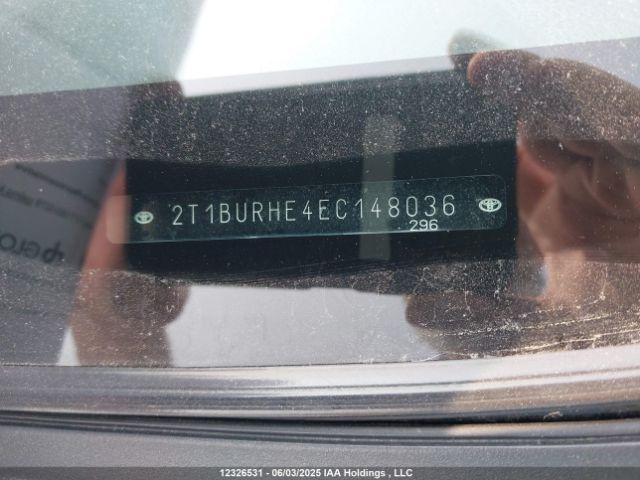 2T1BURHE4EC148036
296
12326531 - 06/03/2025 IAA Holdings , LLC